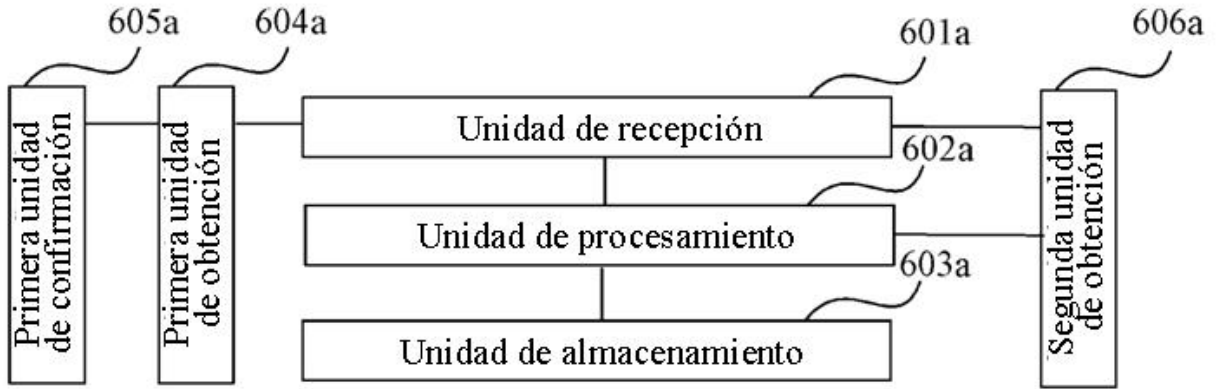 605a
604a
601a
606a
Primera unidad
de confirmación
Primera unidad
de obtención
Unidad de recepción
602a
Unidad de procesamiento
603a
Unidad de almacenamiento
Segunda unidad
de obtención